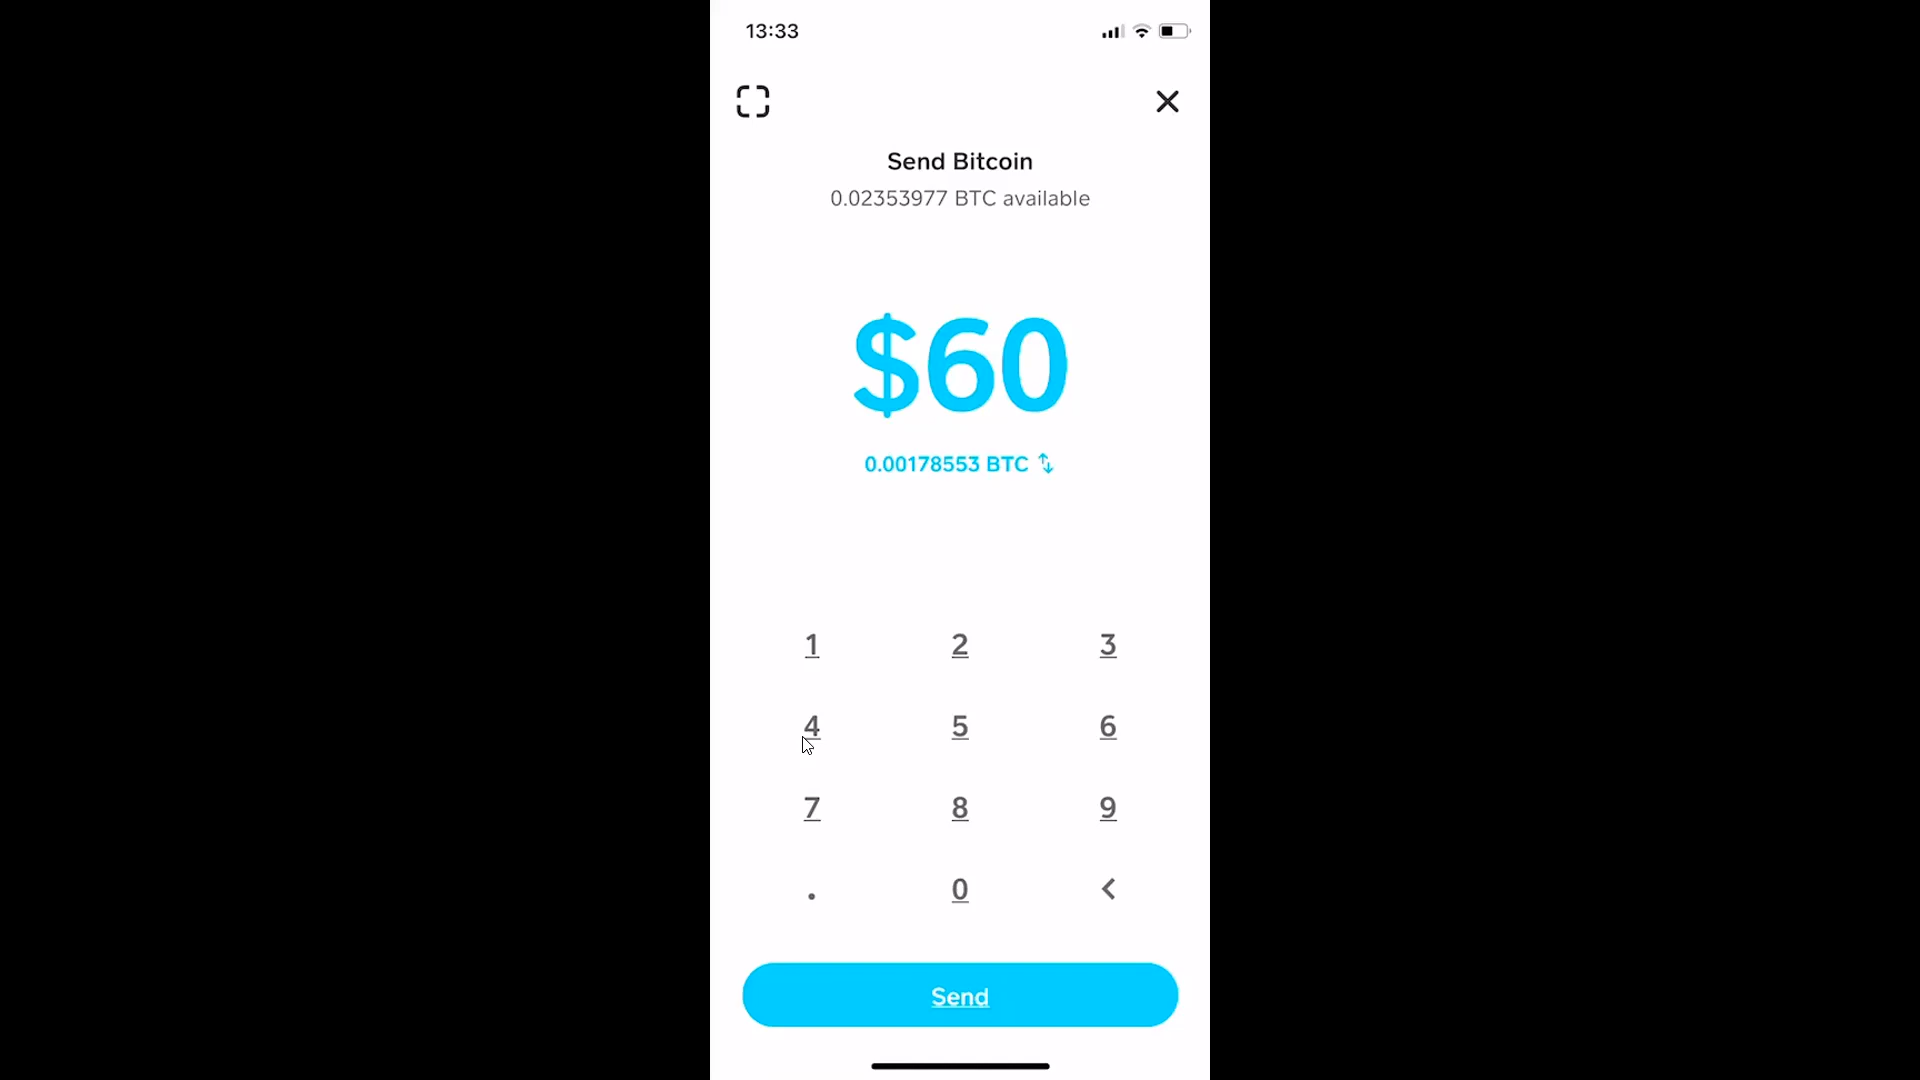 13:33
Send Bitcoin
0.02353977 BTC available
$60
0.00178553 BTC
1 2 3
4 5 6
7 8 9
. 0 <
Send